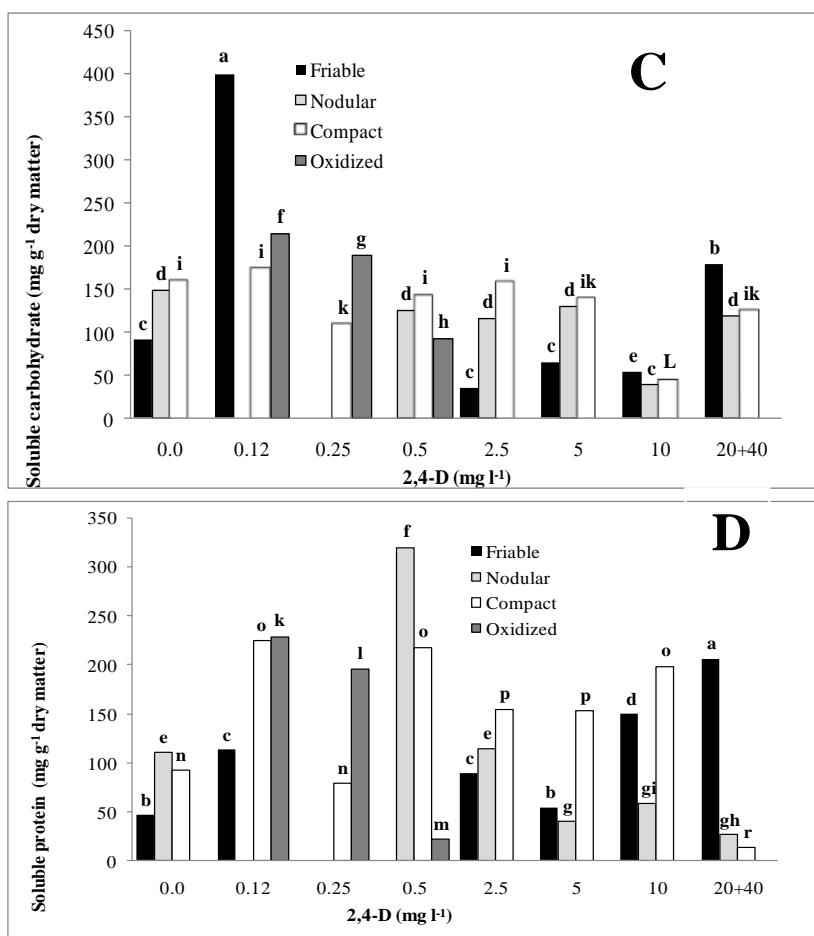 C
Soluble carbohydrate (mg g-1 dry matter)
450
400
350
300
250
200
150
100
50
0
Friable
Nodular
Compact
Oxidized
c d i
a i f
k g
d i h
c d i
c d ik
e c L
b d ik
0.0 0.12 0.25 0.5 2.5 5 10 20+40
2,4-D (mg l-1)
D
Soluble protein (mg g-1 dry matter)
350
300
250
200
150
100
50
0
Friable
Nodular
Compact
Oxidized
b e n
c o k
n l
f o m
c e p
b g p
d gi o
a gh r
0.0 0.12 0.25 0.5 2.5 5 10 20+40
2,4-D (mg l-1)